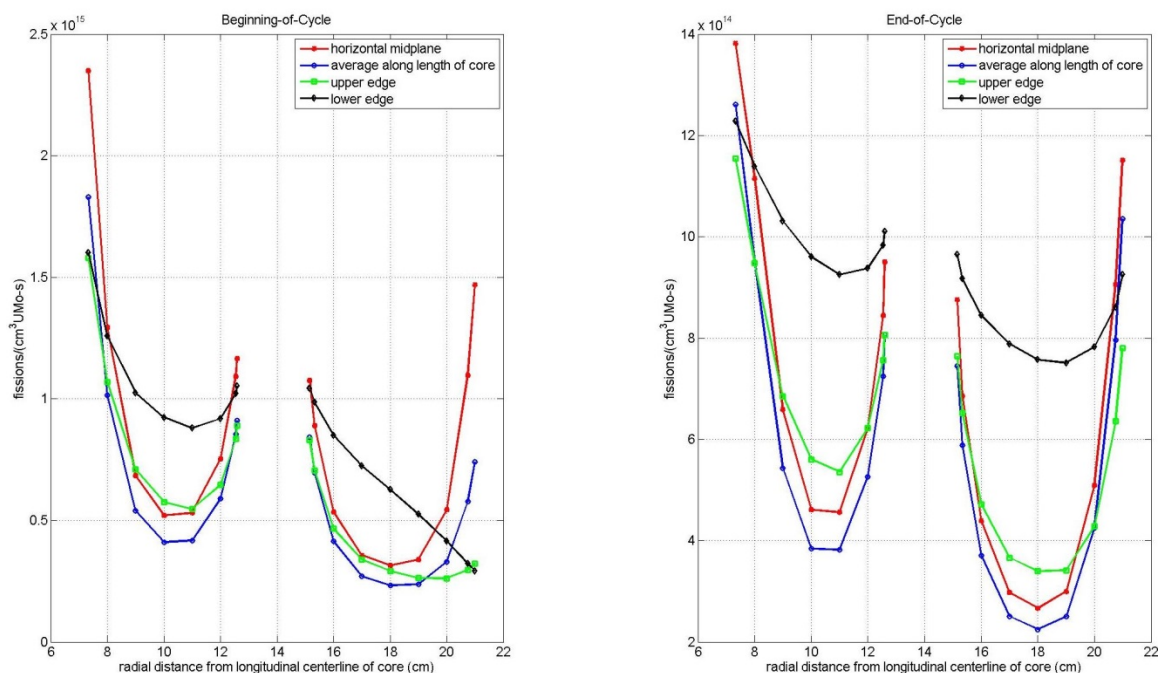 Beginning-of-Cycle
x 10^15
2.5
2
1.5
1
0.5
0
fissions/(cm³UMo-s)
horizontal midplane
average along length of core
upper edge
lower edge
6 8 10 12 14 16 18 20 22
radial distance from longitudinal centerline of core (cm)
End-of-Cycle
x 10^14
14
12
10
8
6
4
2
fissions/(cm³UMo-s)
horizontal midplane
average along length of core
upper edge
lower edge
6 8 10 12 14 16 18 20 22
radial distance from longitudinal centerline of core (cm)